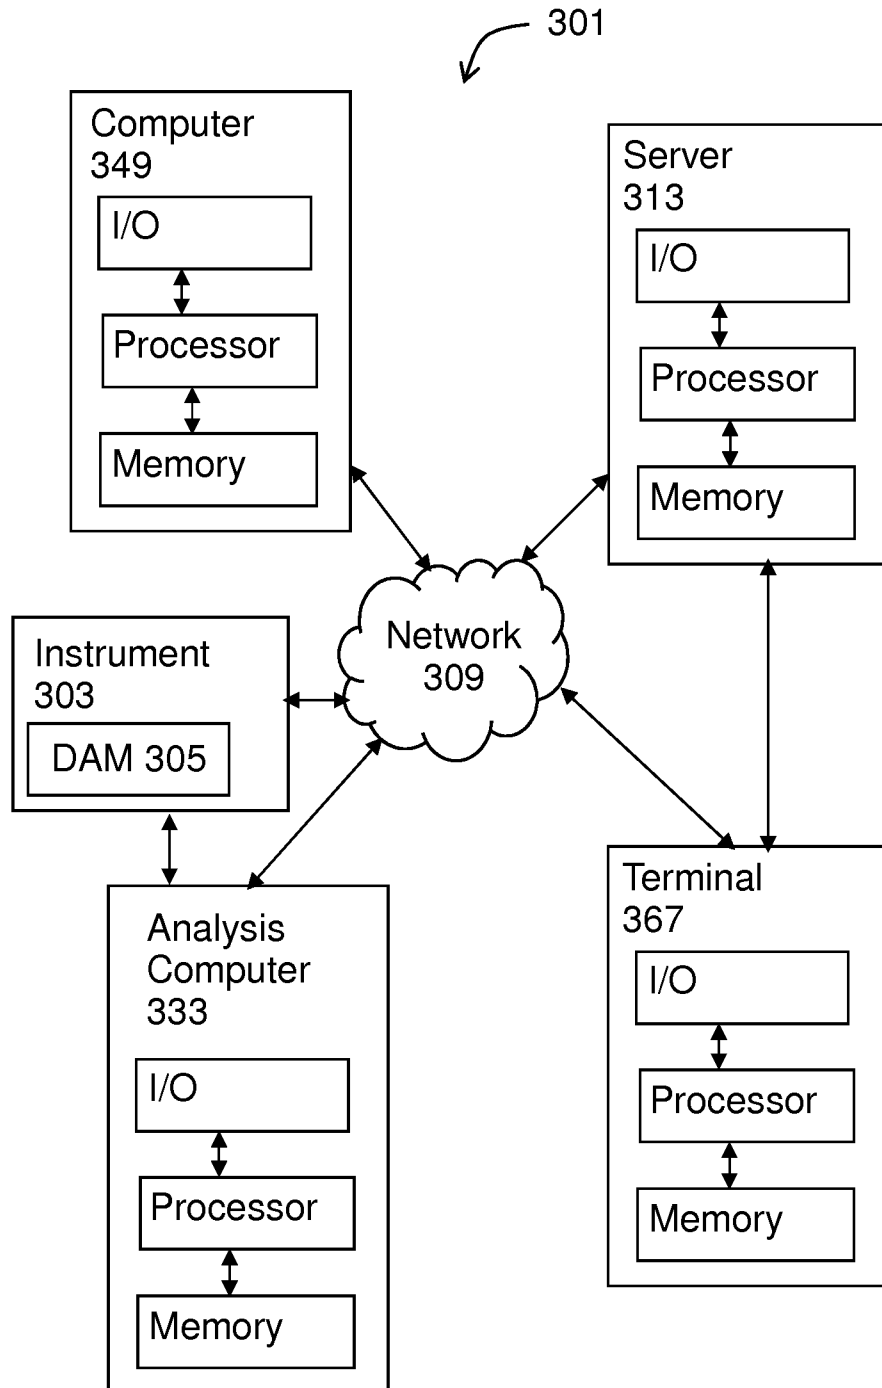 301
Computer
349
I/O
Processor
Memory
Server
313
I/O
Processor
Memory
Network
309
Instrument
303
DAM 305
Analysis
Computer
333
I/O
Processor
Memory
Terminal
367
I/O
Processor
Memory